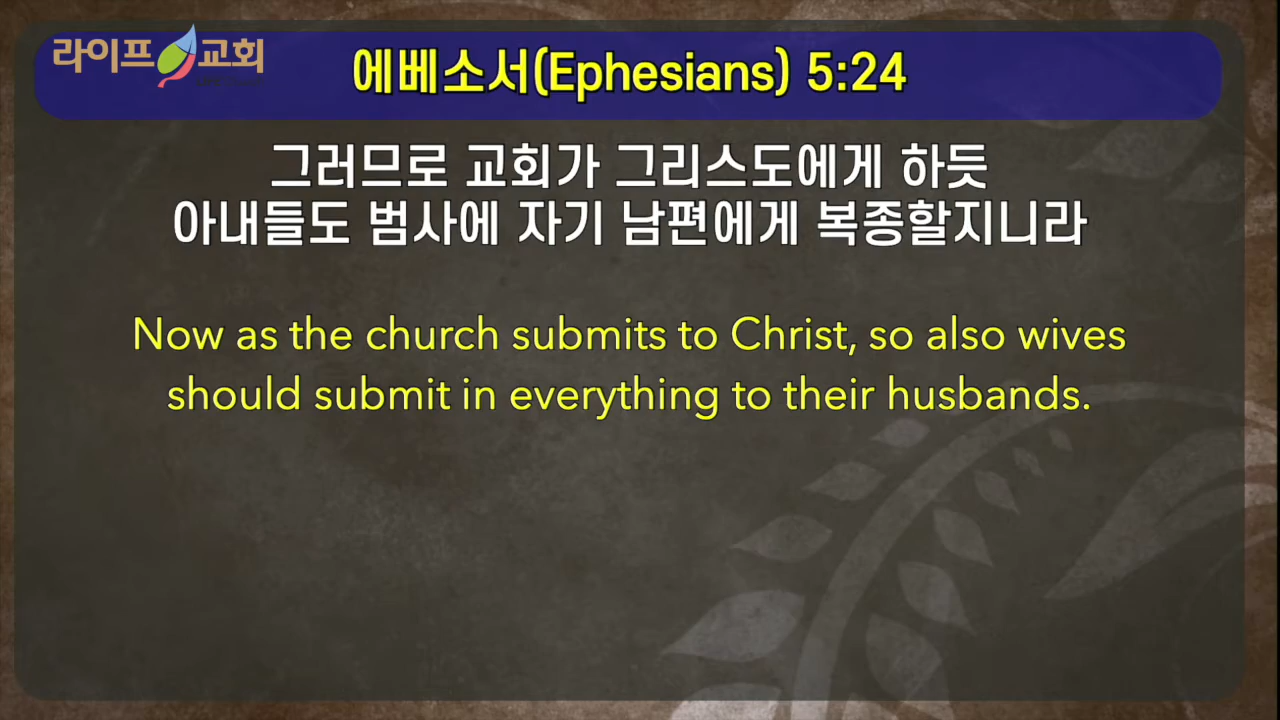 라이프 교회
에베소서(Ephesians) 5:24
그러므로 교회가 그리스도에게 하듯
아내들도 범사에 자기 남편에게 복종할지니라
Now as the church submits to Christ, so also wives
should submit in everything to their husbands.